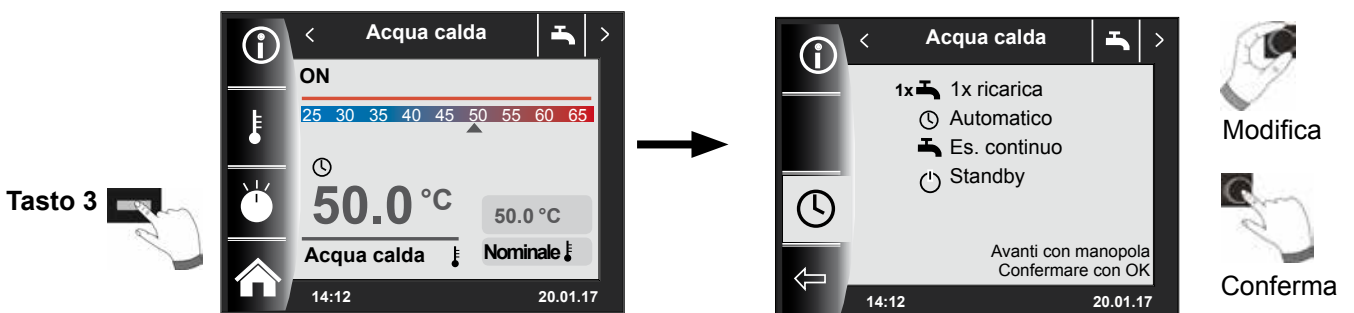 Tasto 3
< Acqua calda >
ON
25 30 35 40 45 50 55 60 65
50.0 °C
50.0 °C
Acqua calda
Nominale
14:12 20.01.17
< Acqua calda >
1x 1x ricarica
Automatico
Es. continuo
Standby
Avanti con manopola
Confermare con OK
14:12 20.01.17
Modifica
Conferma